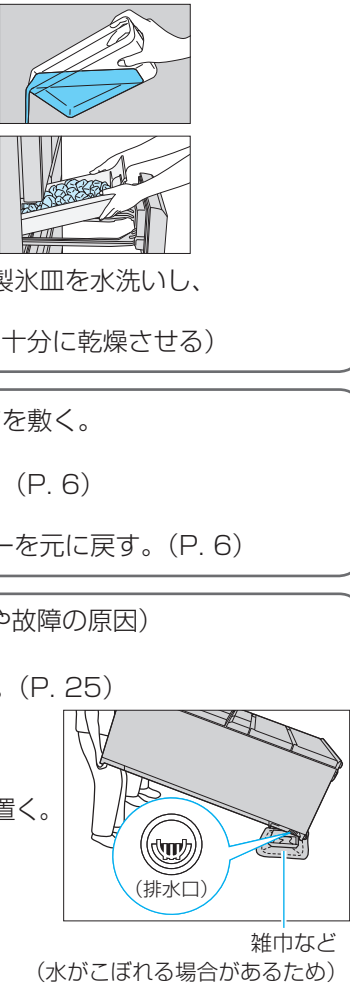 製氷皿を水洗いし、
十分に乾燥させる）
を敷く。
（P. 6）
ーを元に戻す。（P. 6）
や故障の原因）
。（P. 25）
置く。
（排水口）
雑巾など
（水がこぼれる場合があるため）